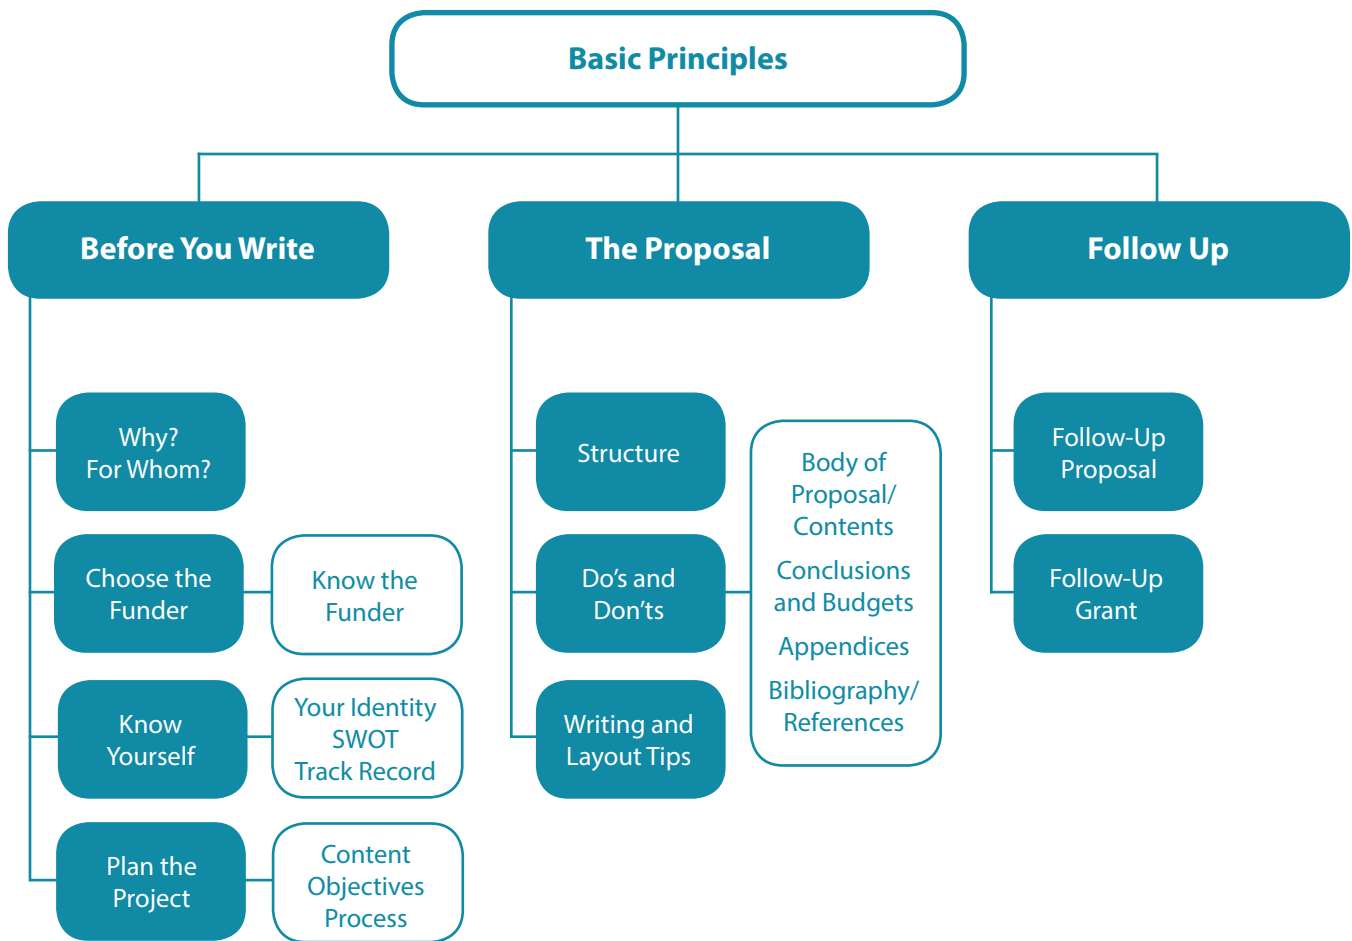 Basic Principles
Before You Write
The Proposal
Follow Up
Why?
For Whom?
Choose the
Funder
Know the
Funder
Know
Yourself
Your Identity
SWOT
Track Record
Plan the
Project
Content
Objectives
Process
Structure
Do’s and
Don’ts
Writing and
Layout Tips
Body of
Proposal/
Contents
Conclusions
and Budgets
Appendices
Bibliography/
References
Follow-Up
Proposal
Follow-Up
Grant